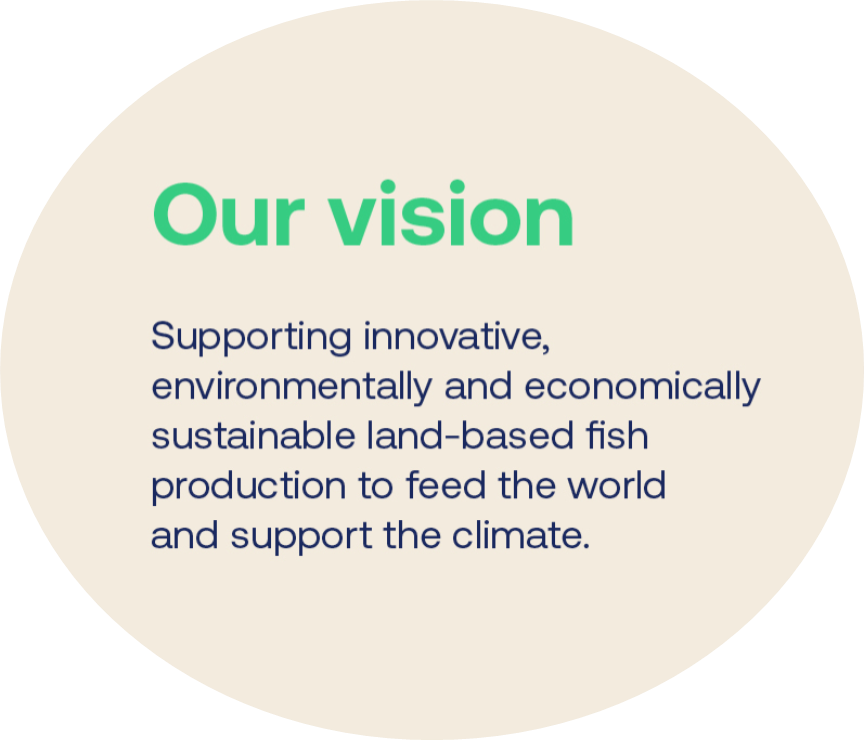 Our vision
Supporting innovative,
environmentally and economically
sustainable land-based fish
production to feed the world
and support the climate.